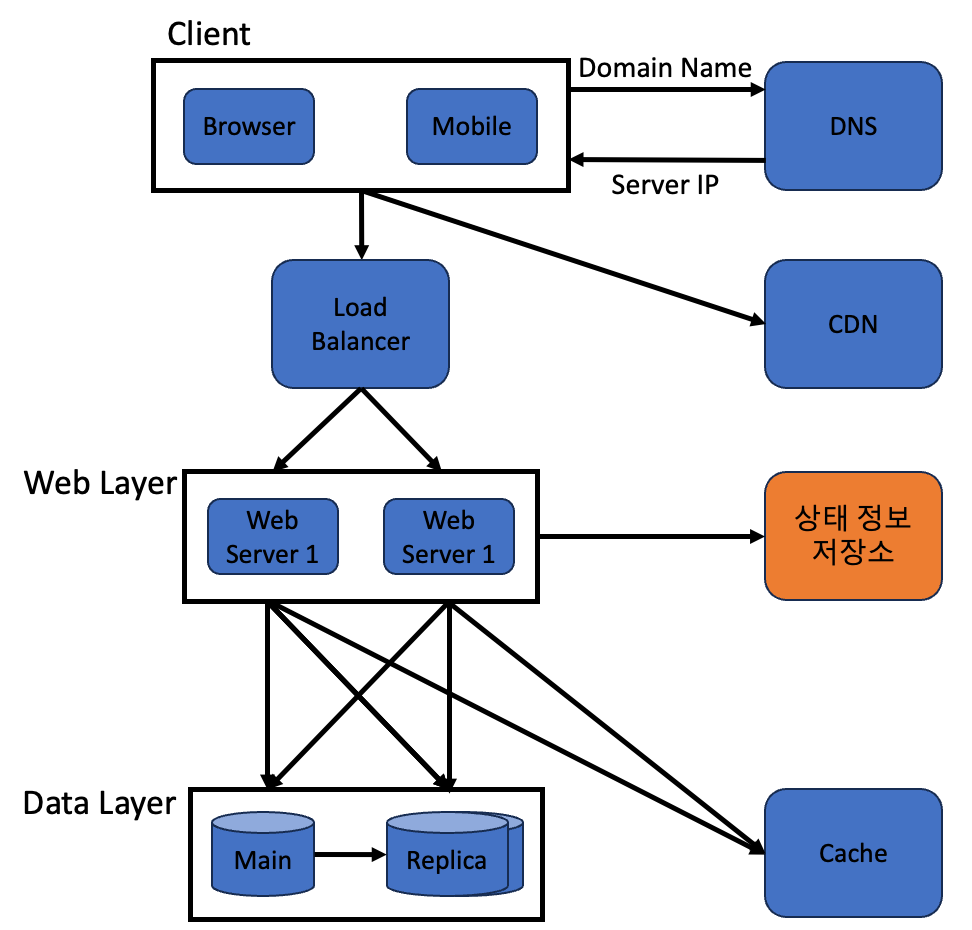 Client
Domain Name
Browser
Mobile
DNS
Server IP
Load
Balancer
CDN
Web Layer
Web
Server 1
Web
Server 1
상태 정보
저장소
Data Layer
Main
Replica
Cache